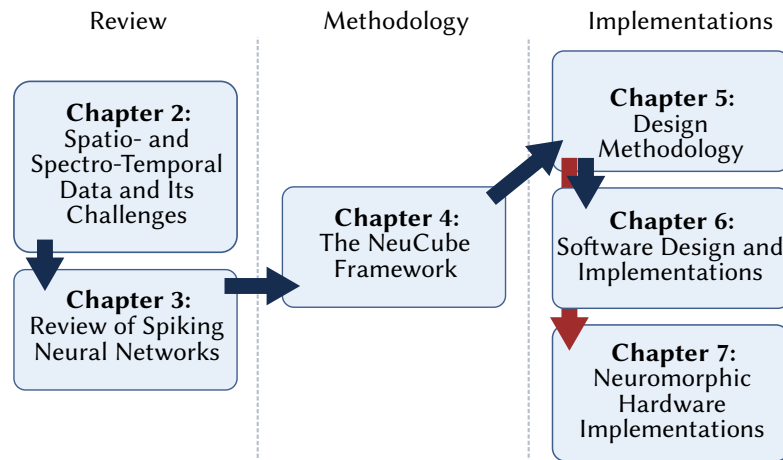 Review
Methodology
Implementations
Chapter 2:
Spatio- and
Spectro-Temporal
Data and Its
Challenges
Chapter 3:
Review of Spiking
Neural Networks
Chapter 4:
The NeuCube
Framework
Chapter 5:
Design
Methodology
Chapter 6:
Software Design and
Implementations
Chapter 7:
Neuromorphic
Hardware
Implementations